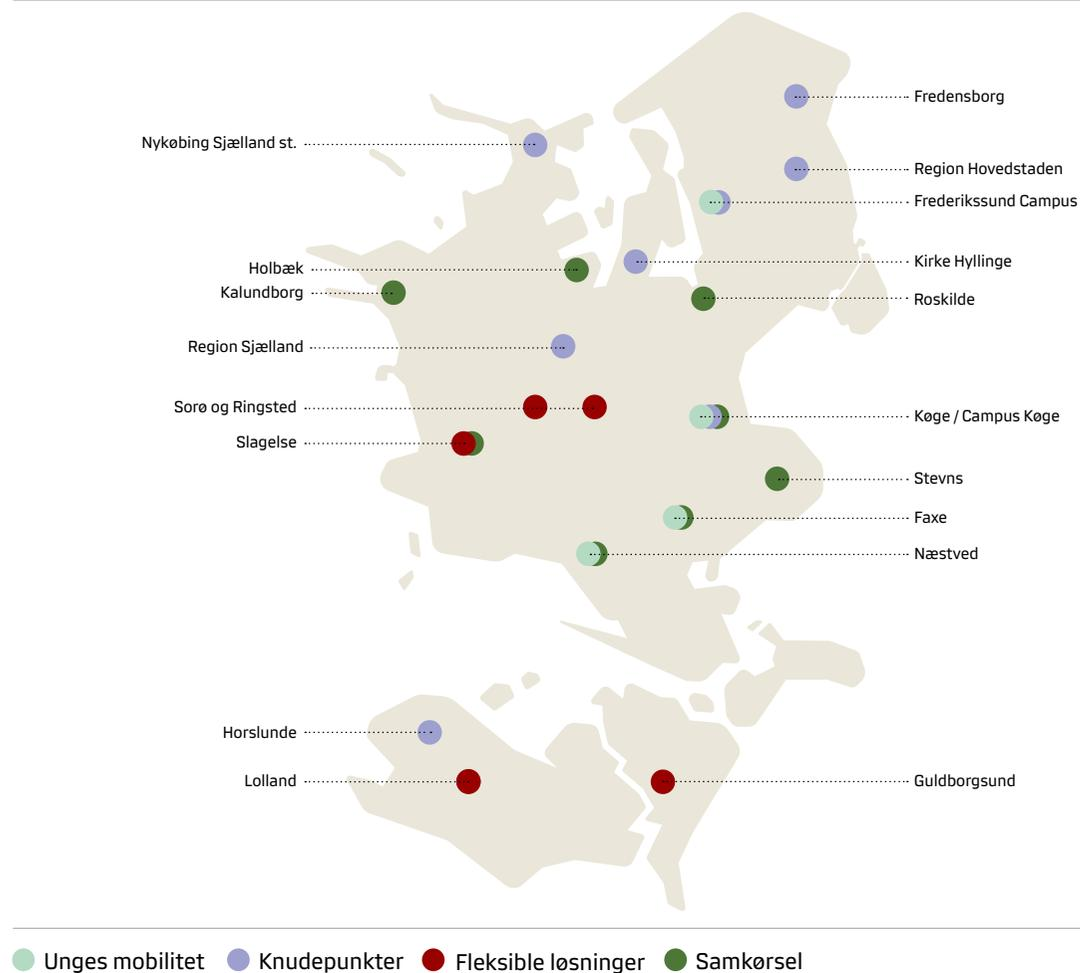 Fredensborg
Nykøbing Sjælland st.
Region Hovedstaden
Frederikssund Campus
Kirke Hyllinge
Holbæk
Kalundborg
Roskilde
Region Sjælland
Sorø og Ringsted
Køge / Campus Køge
Slagelse
Stevns
Faxe
Næstved
Horslunde
Lolland
Guldborgsund
Unges mobilitet Knudepunkter Fleksible løsninger Samkørsel